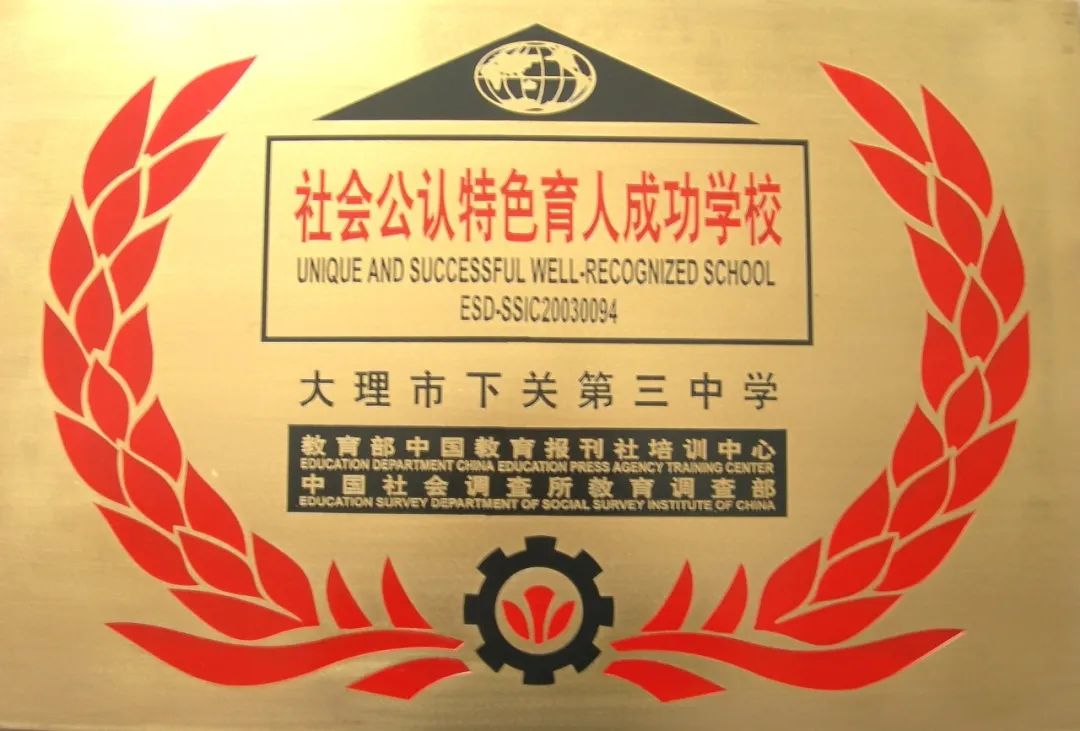 社会公认特色育人成功学校
UNIQUE AND SUCCESSFUL WELL-RECOGNIZED SCHOOL
ESD-SSIC20030094
大理市下关第三中学
教育部中国教育报刊社培训中心
EDUCATION DEPARTMENT CHINA EDUCATION PRESS AGENCY TRAINING CENTER
中国社会调查所教育调查部
EDUCATION SURVEY DEPARTMENT OF SOCIAL SURVEY INSTITUTE OF CHINA